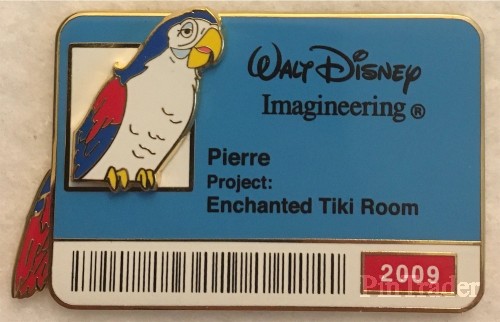 Walt Disney
Imagineering ®
Pierre
Project:
Enchanted Tiki Room
2009
PinTrader